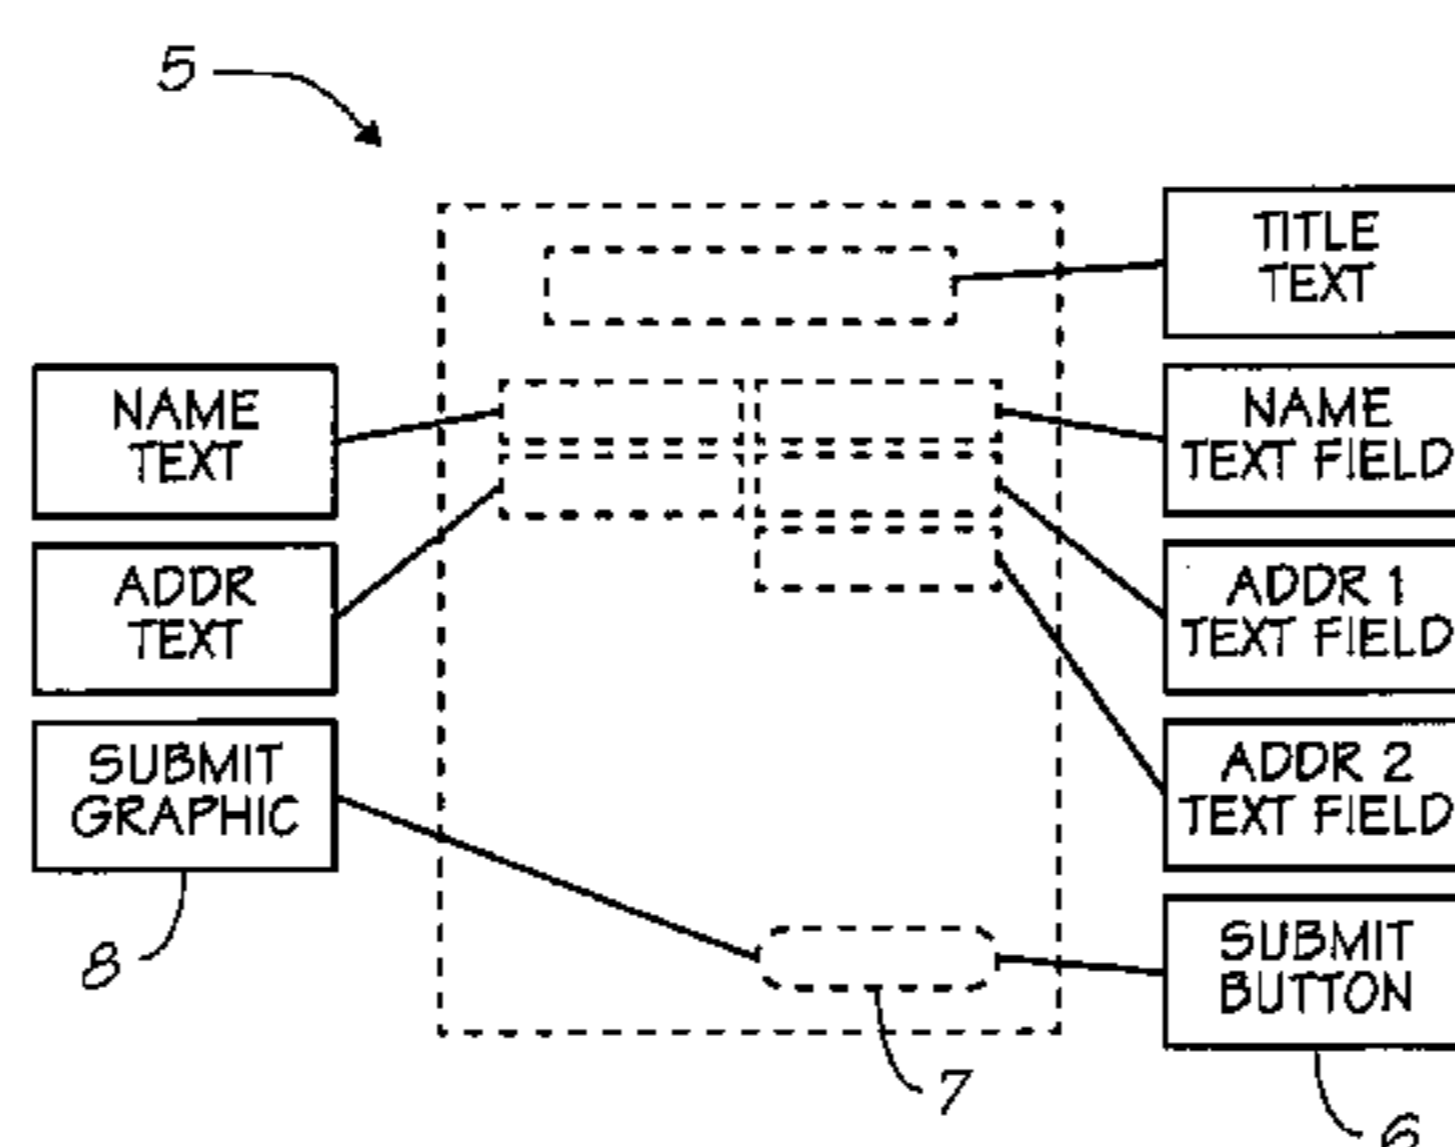 5
TITLE
TEXT
NAME
TEXT
NAME
TEXT FIELD
ADDR
TEXT
ADDR 1
TEXT FIELD
SUBMIT
GRAPHIC
ADDR 2
TEXT FIELD
8
SUBMIT
BUTTON
7
6